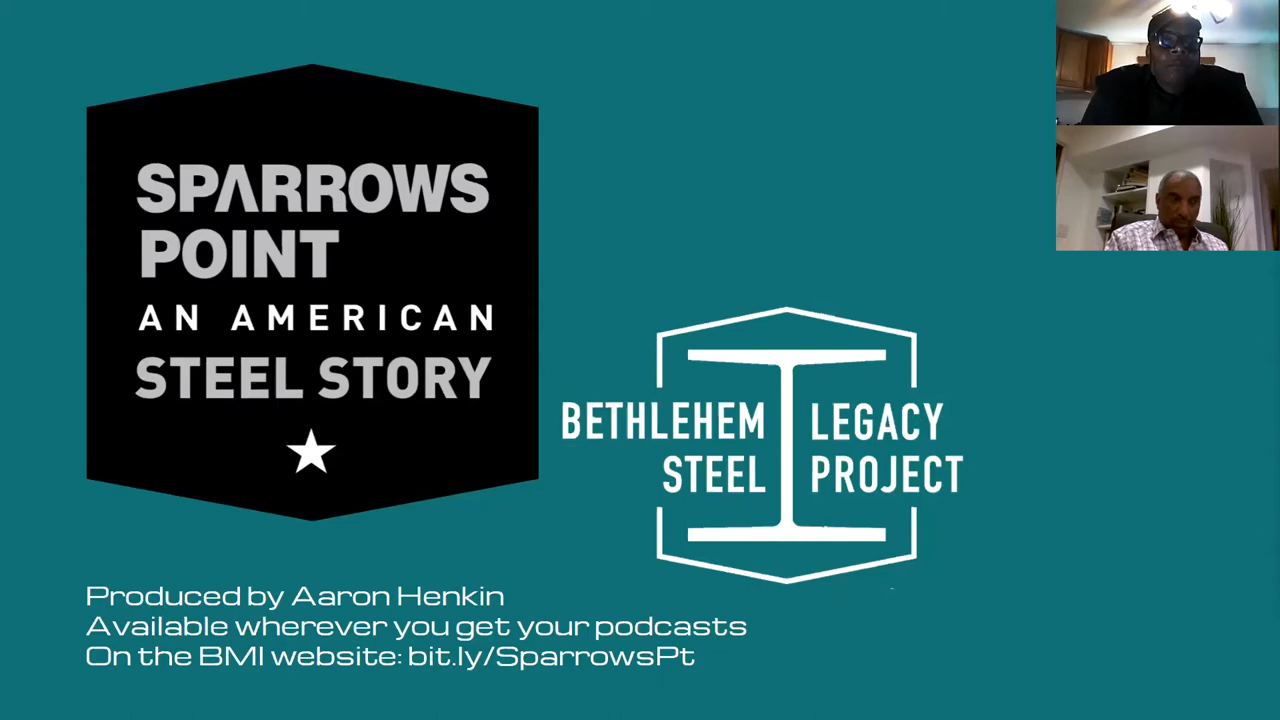 SPARROWS
POINT
AN AMERICAN
STEEL STORY
BETHLEHEM LEGACY
STEEL PROJECT
Produced by Aaron Henkin
Available wherever you get your podcasts
On the BMI website: bit.ly/SparrowsPt